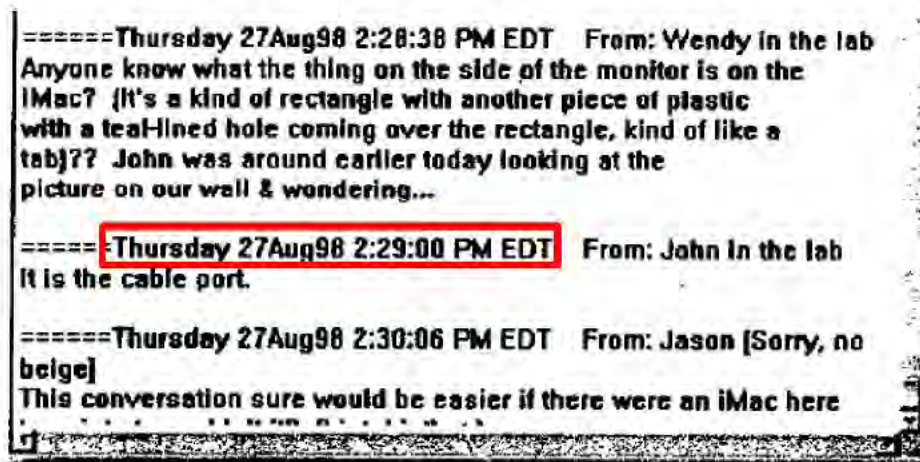 ======Thursday 27Aug98 2:28:38 PM EDT From: Wendy in the lab
Anyone know what the thing on the side of the monitor is on the
iMac? (It's a kind of rectangle with another piece of plastic
with a teal-lined hole coming over the rectangle, kind of like a
tab)?? John was around earlier today looking at the
picture on our wall & wondering...
======Thursday 27Aug98 2:29:00 PM EDT From: John in the lab
It is the cable port.
======Thursday 27Aug98 2:30:06 PM EDT From: Jason [Sorry, no
beige]
This conversation sure would be easier if there were an iMac here